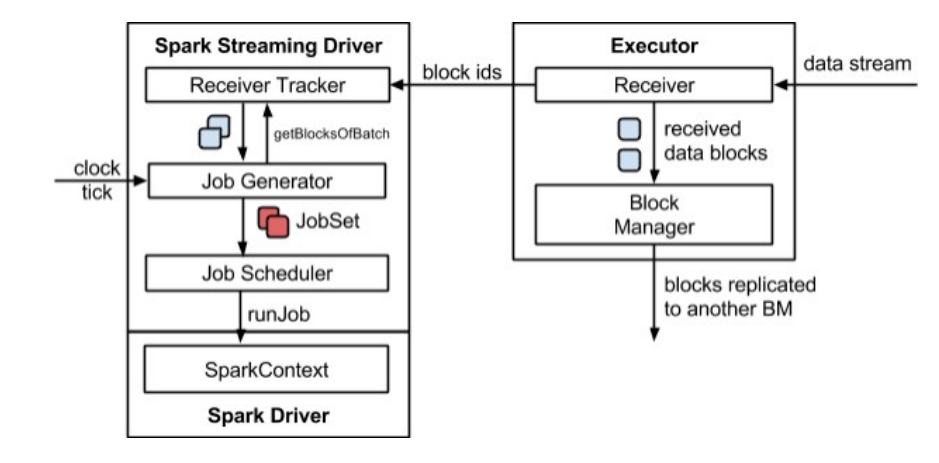 Spark Streaming Driver
Receiver Tracker
getBlocksOfBatch
clock
tick
Job Generator
JobSet
Job Scheduler
runJob
SparkContext
Spark Driver
block ids
Executor
Receiver
data stream
received
data blocks
Block
Manager
blocks replicated
to another BM